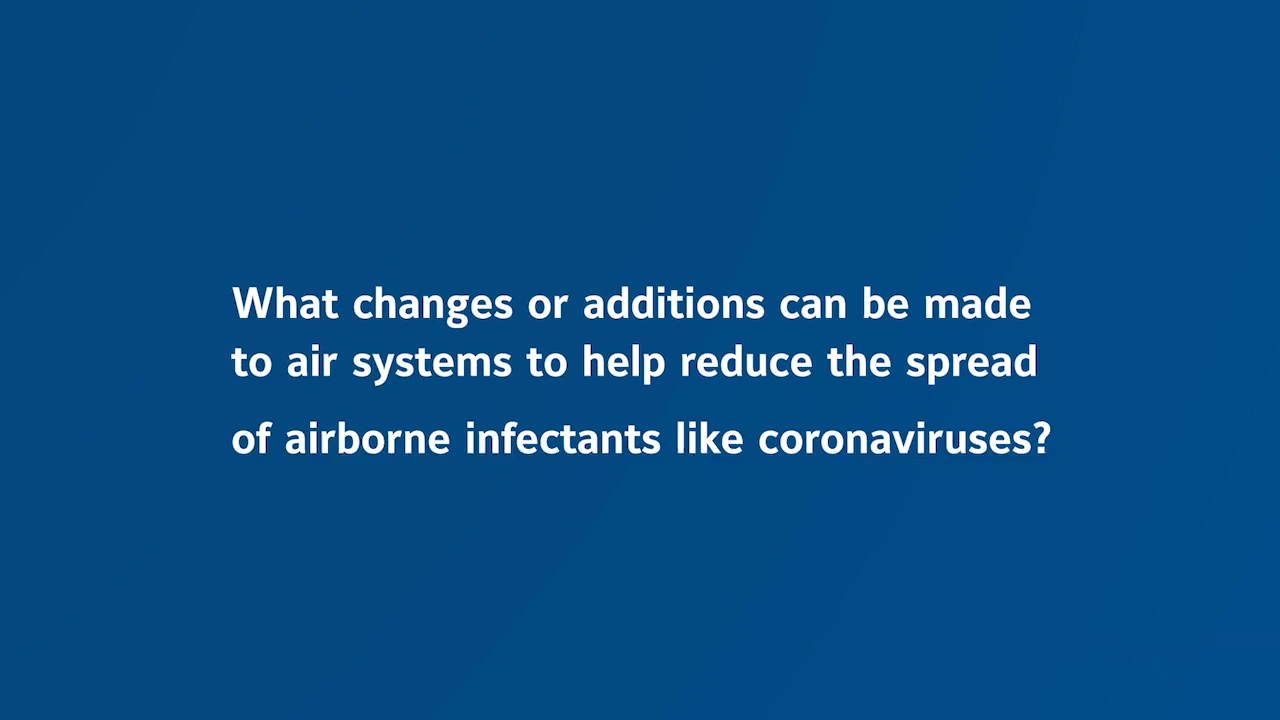 What changes or additions can be made
to air systems to help reduce the spread
of airborne infectants like coronaviruses?